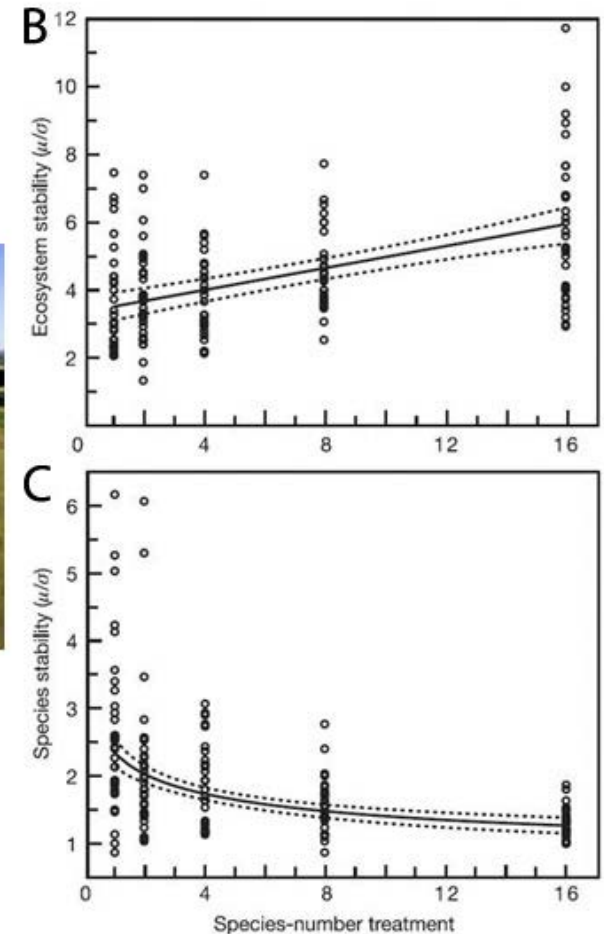 B
12
10
8
6
4
2
Ecosystem stability (μ/σ)
0 4 8 12 16
C
6
5
4
3
2
1
Species stability (μ/σ)
0 4 8 12 16
Species-number treatment